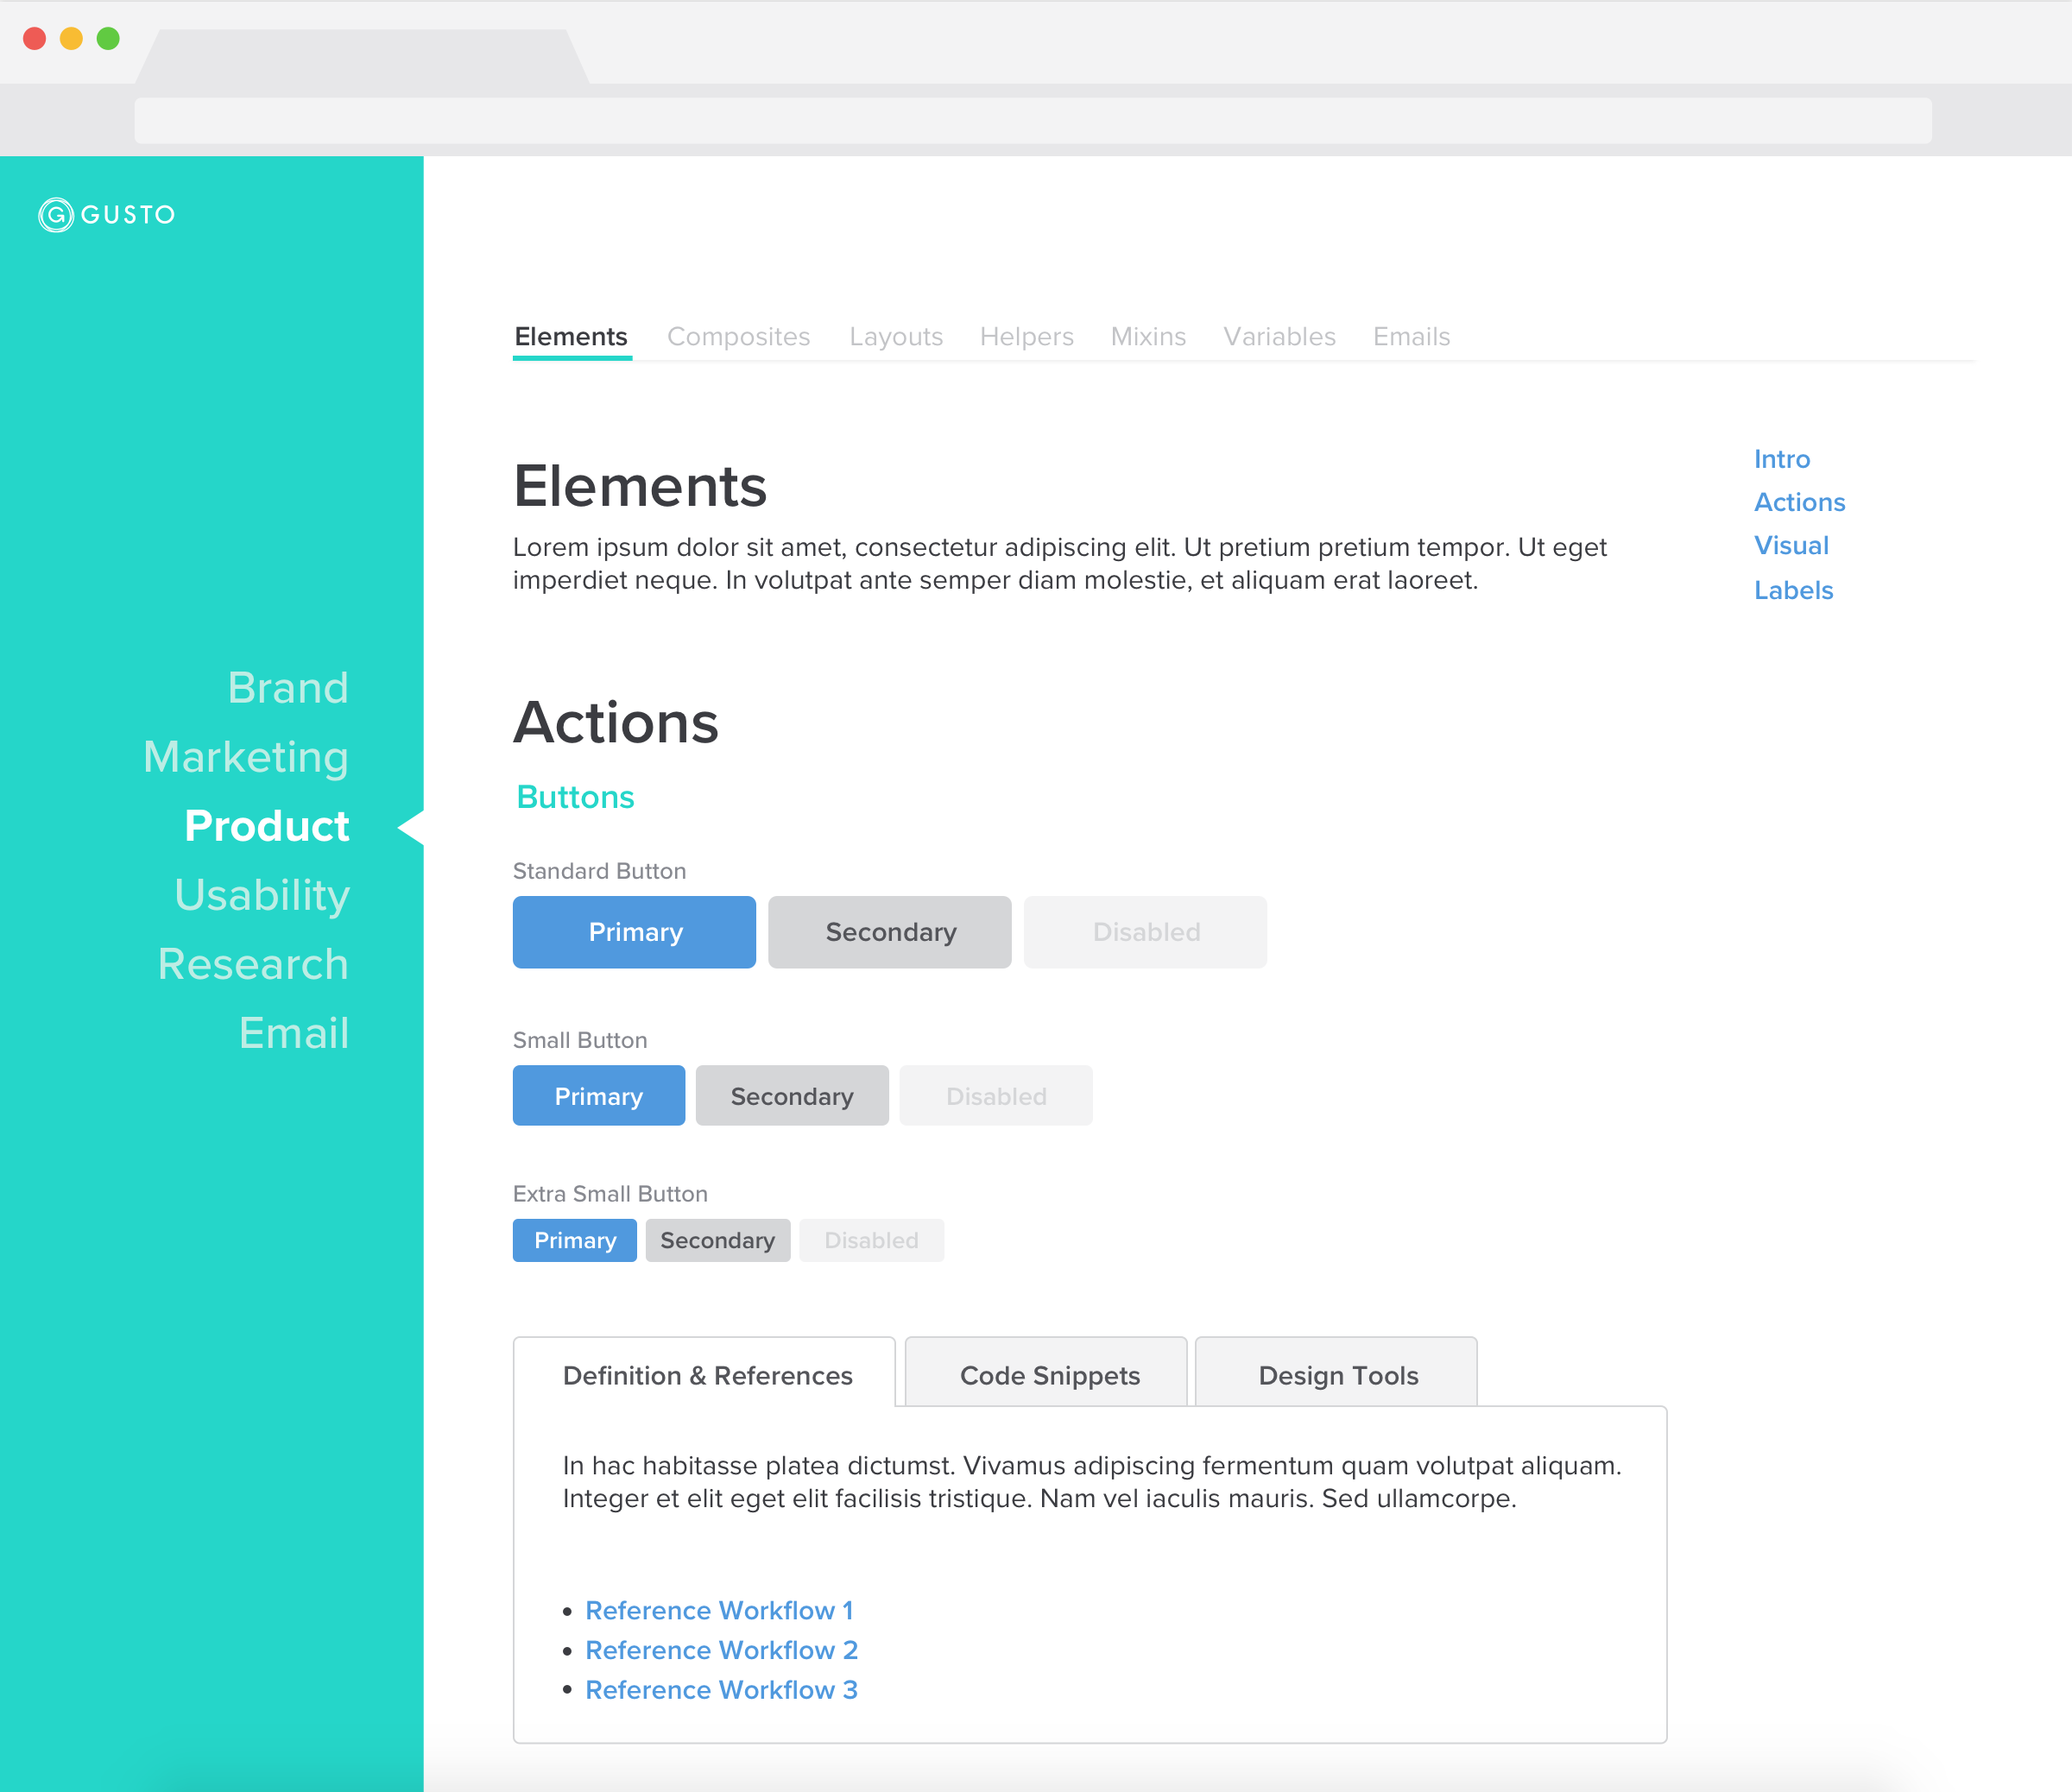 GUSTO
Brand
Marketing
Product
Usability
Research
Email
Elements Composites Layouts Helpers Mixins Variables Emails
Elements
Lorem ipsum dolor sit amet, consectetur adipiscing elit. Ut pretium pretium tempor. Ut eget
imperdiet neque. In volutpat ante semper diam molestie, et aliquam erat laoreet.
Intro
Actions
Visual
Labels
Actions
Buttons
Standard Button
Primary Secondary Disabled
Small Button
Primary Secondary Disabled
Extra Small Button
Primary Secondary Disabled
Definition & References Code Snippets Design Tools
In hac habitasse platea dictumst. Vivamus adipiscing fermentum quam volutpat aliquam.
Integer et elit eget elit facilisis tristique. Nam vel iaculis mauris. Sed ullamcorpe.
• Reference Workflow 1
• Reference Workflow 2
• Reference Workflow 3